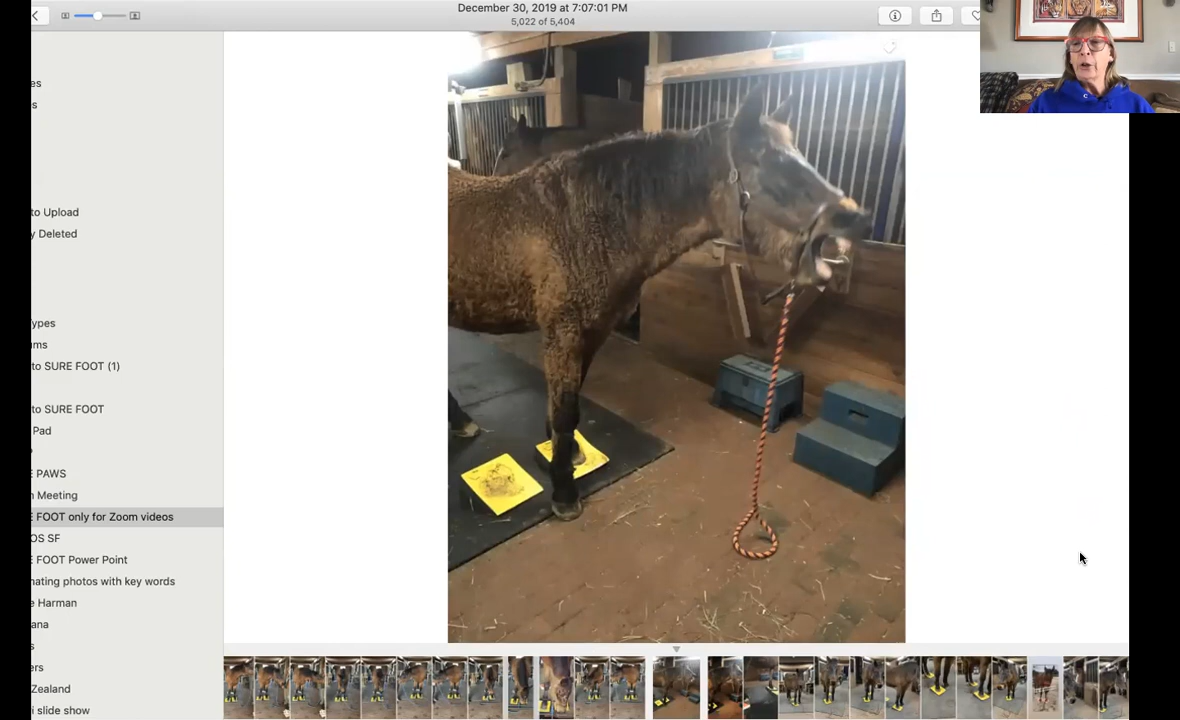 December 30, 2019 at 7:07:01 PM
5,022 of 5,404
es
s
to Upload
y Deleted
ypes
ums
to SURE FOOT (1)
to SURE FOOT
Pad
E PAWS
n Meeting
E FOOT only for Zoom videos
OS SF
E FOOT Power Point
nating photos with key words
e Harman
ana
s
ers
Zealand
i slide show